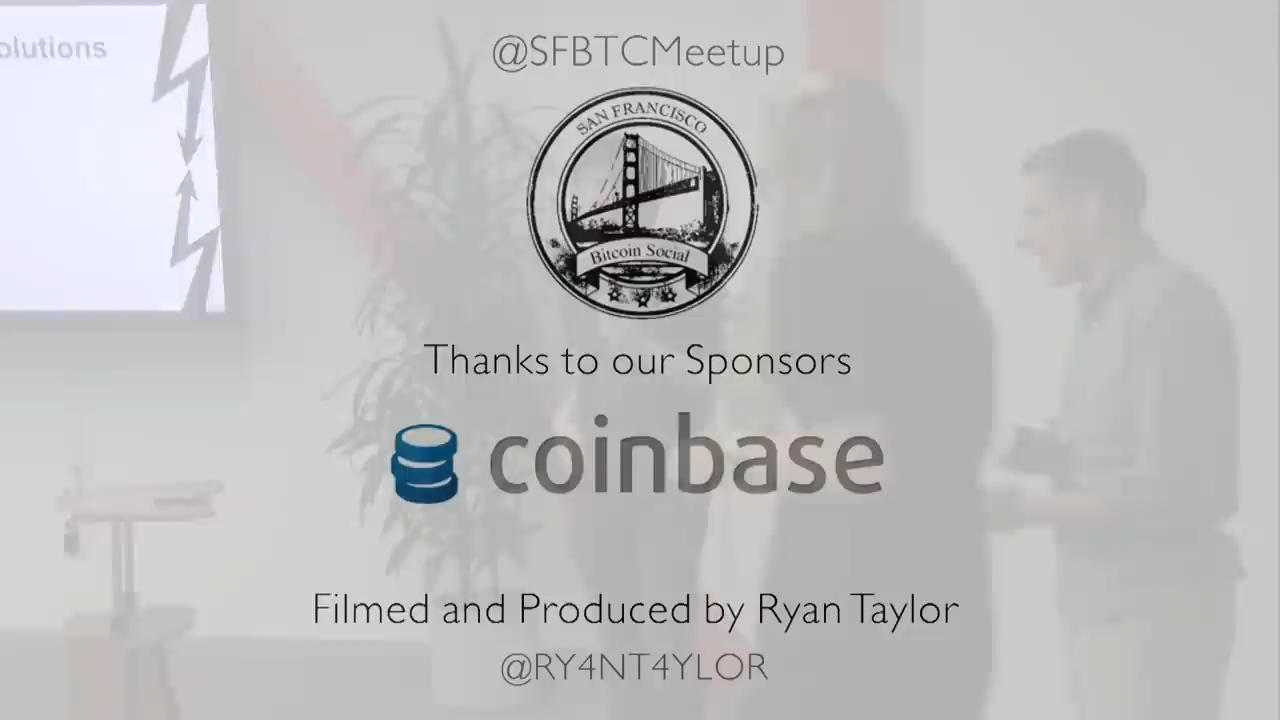 @SFBTCMeetup
olutions
SAN FRANCISCO
Bitcoin Social
Thanks to our Sponsors
coinbase
Filmed and Produced by Ryan Taylor
@RY4NT4YLOR